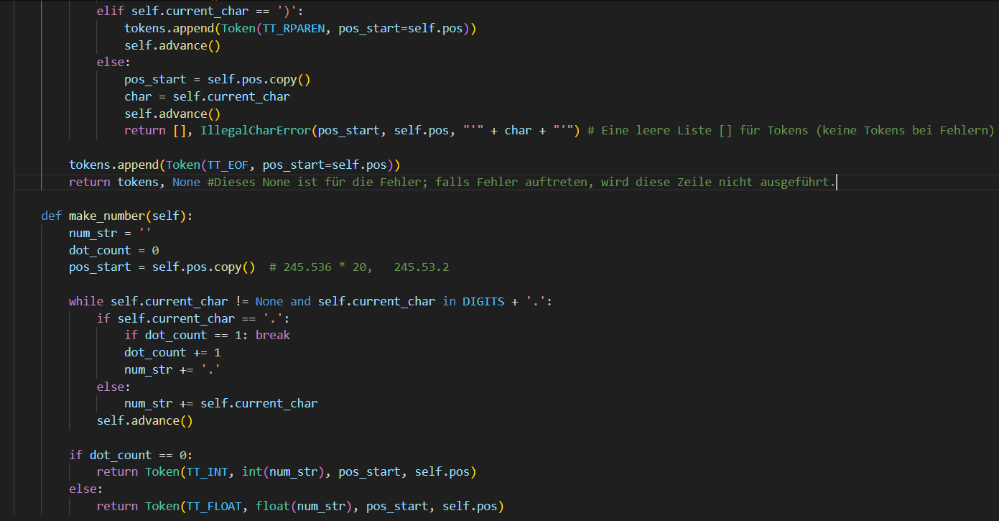 elif self.current_char == ')':
tokens.append(Token(TT_RPAREN, pos_start=self.pos))
self.advance()
else:
pos_start = self.pos.copy()
char = self.current_char
self.advance()
return [], IllegalCharError(pos_start, self.pos, "'" + char + "'") # Eine leere Liste [] für Tokens (keine Tokens bei Fehlern)
tokens.append(Token(TT_EOF, pos_start=self.pos))
return tokens, None #Dieses None ist für die Fehler; falls Fehler auftreten, wird diese Zeile nicht ausgeführt.
def make_number(self):
num_str = ''
dot_count = 0
pos_start = self.pos.copy()  # 245.536 * 20,   245.53.2
while self.current_char != None and self.current_char in DIGITS + '.':
if self.current_char == '.':
if dot_count == 1: break
dot_count += 1
num_str += '.'
else:
num_str += self.current_char
self.advance()
if dot_count == 0:
return Token(TT_INT, int(num_str), pos_start, self.pos)
else:
return Token(TT_FLOAT, float(num_str), pos_start, self.pos)